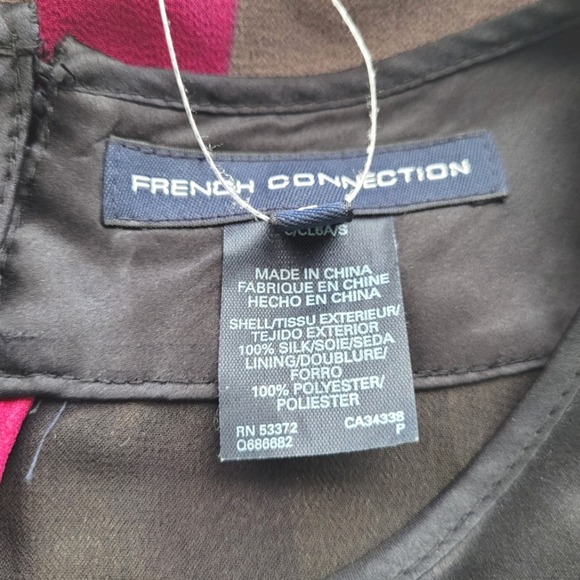 FRENCH CONNECTION
MADE IN CHINA
FABRIQUE EN CHINE
HECHO EN CHINA
SHELL/TISSU EXTERIEUR/
TEJIDO EXTERIOR
100% SILK/SOIE/SEDA
LINING/DOUBLURE/
FORRO
100% POLYESTER/
POLIESTER
RN 53372 CA34338
Q686682 P